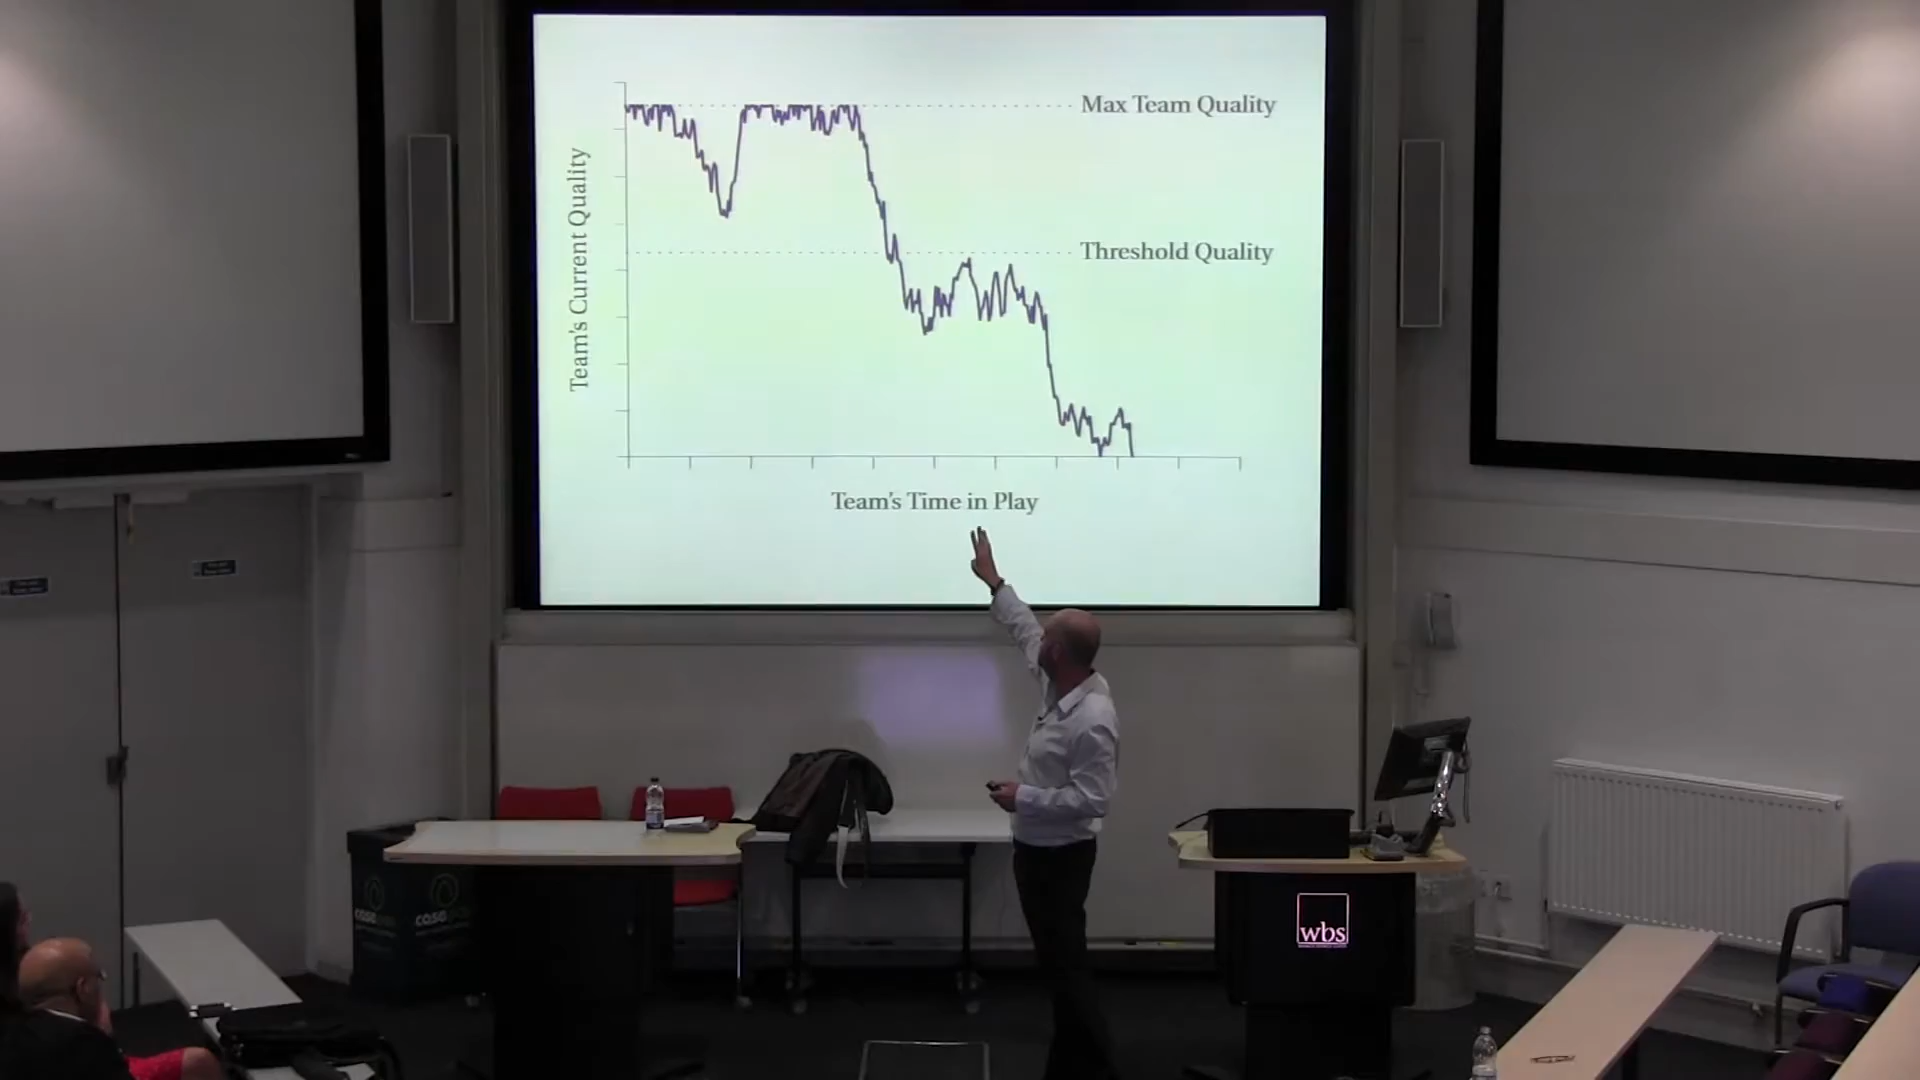 Max Team Quality
Threshold Quality
Team's Current Quality
Team's Time in Play
wbs